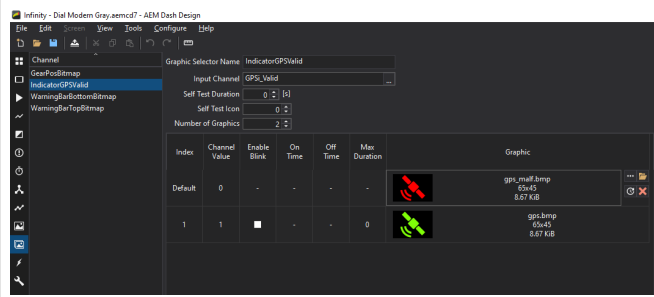 Infinity - Dial Modern Gray.aemcd7 - AEM Dash Design
File Edit Screen View Tools Configure Help
Channel
GearPosBitmap
IndicatorGPSValid
WarningBarBottomBitmap
WarningBarTopBitmap
Graphic Selector Name IndicatorGPSValid
Input Channel GPSi_Valid ...
Self Test Duration 0 [s]
Self Test Icon 0
Number of Graphics 2
Index Channel Value Enable Blink On Time Off Time Max Duration Graphic
Default 0 - - - - gps_malf.bmp
65x45
8.67 KiB
1 1 - - 0 gps.bmp
65x45
8.67 KiB